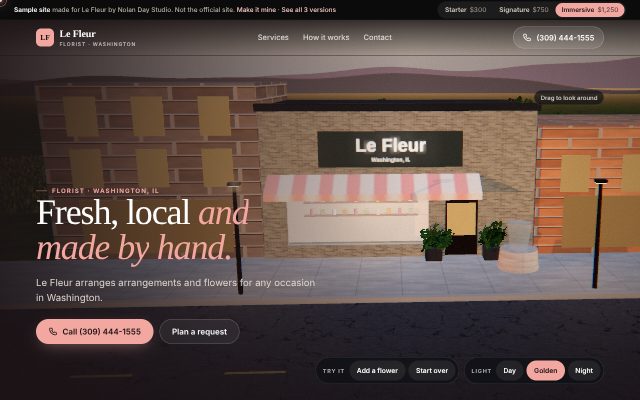 Sample site made for Le Fleur by Nolan Day Studio. Not the official site. Make it mine · See all 3 versions
Starter $300 Signature $750 Immersive $1,250
LF Le Fleur
FLORIST · WASHINGTON
Services How it works Contact
(309) 444-1555
Drag to look around
Le Fleur
Washington, IL
FLORIST · WASHINGTON, IL
Fresh, local and
made by hand.
Le Fleur arranges arrangements and flowers for any occasion
in Washington.
Call (309) 444-1555 Plan a request
TRY IT Add a flower Start over LIGHT Day Golden Night